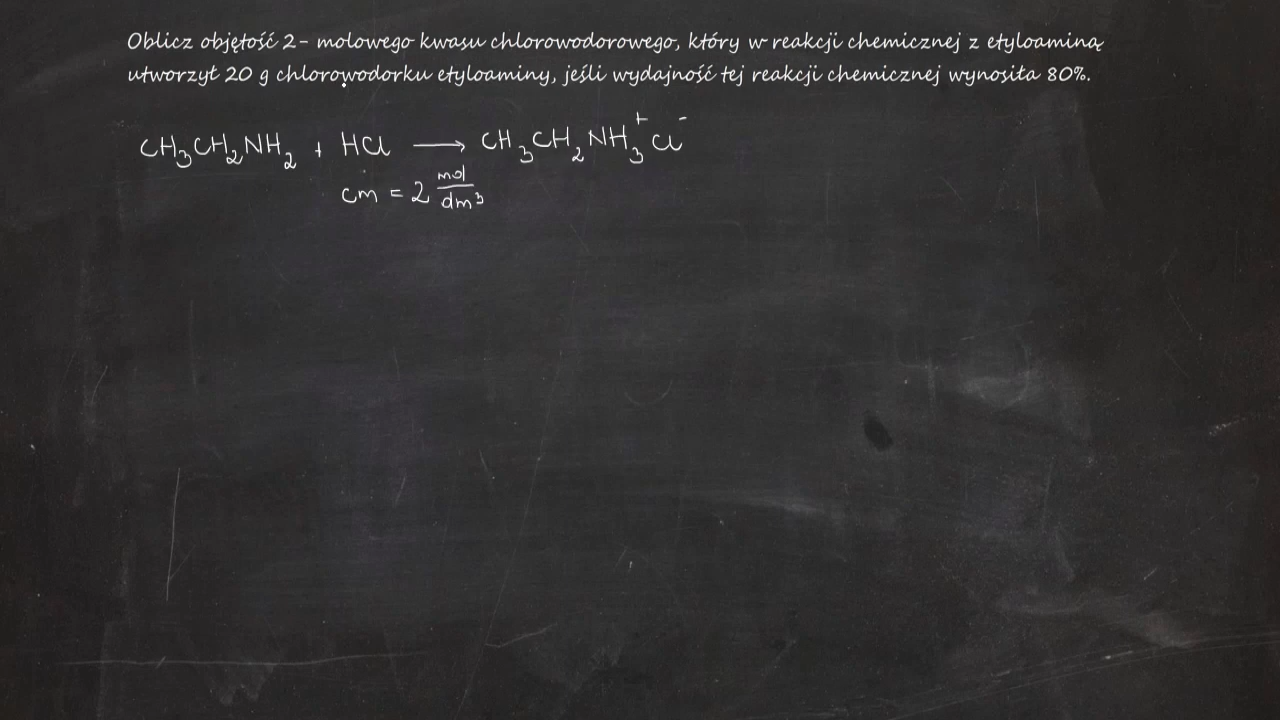 Oblicz objętość 2- molowego kwasu chlorowodorowego, który w reakcji chemicznej z etyloaminą
utworzył 20 g chlorowodorku etyloaminy, jeśli wydajność tej reakcji chemicznej wynosiła 80%.
CH₃CH₂NH₂ + HCl ⟶ CH₃CH₂NH₃⁺Cl⁻
cm = 2 mol/dm³